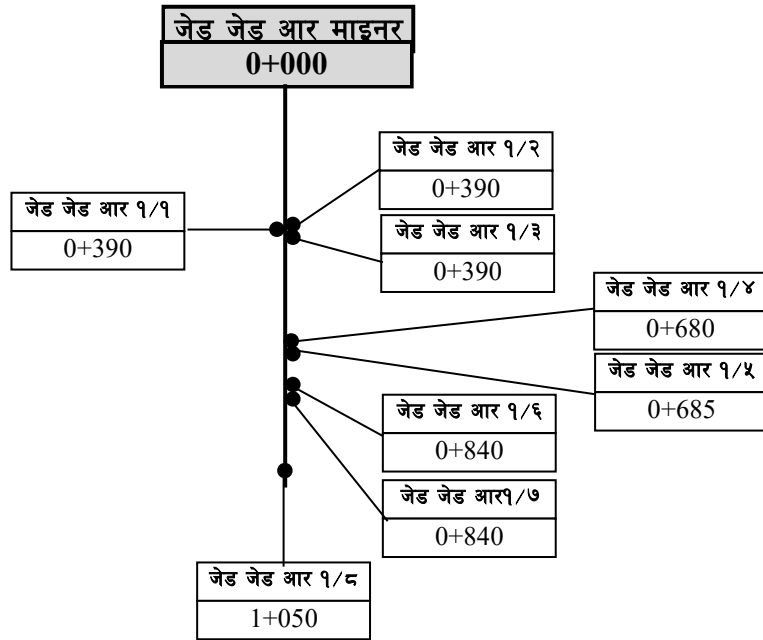 जेड जेड आर माइनर
0+000
जेड जेड आर १/२
0+390
जेड जेड आर १/१
0+390
जेड जेड आर १/३
0+390
जेड जेड आर १/४
0+680
जेड जेड आर १/५
0+685
जेड जेड आर १/६
0+840
जेड जेड आर१/७
0+840
जेड जेड आर १/८
1+050